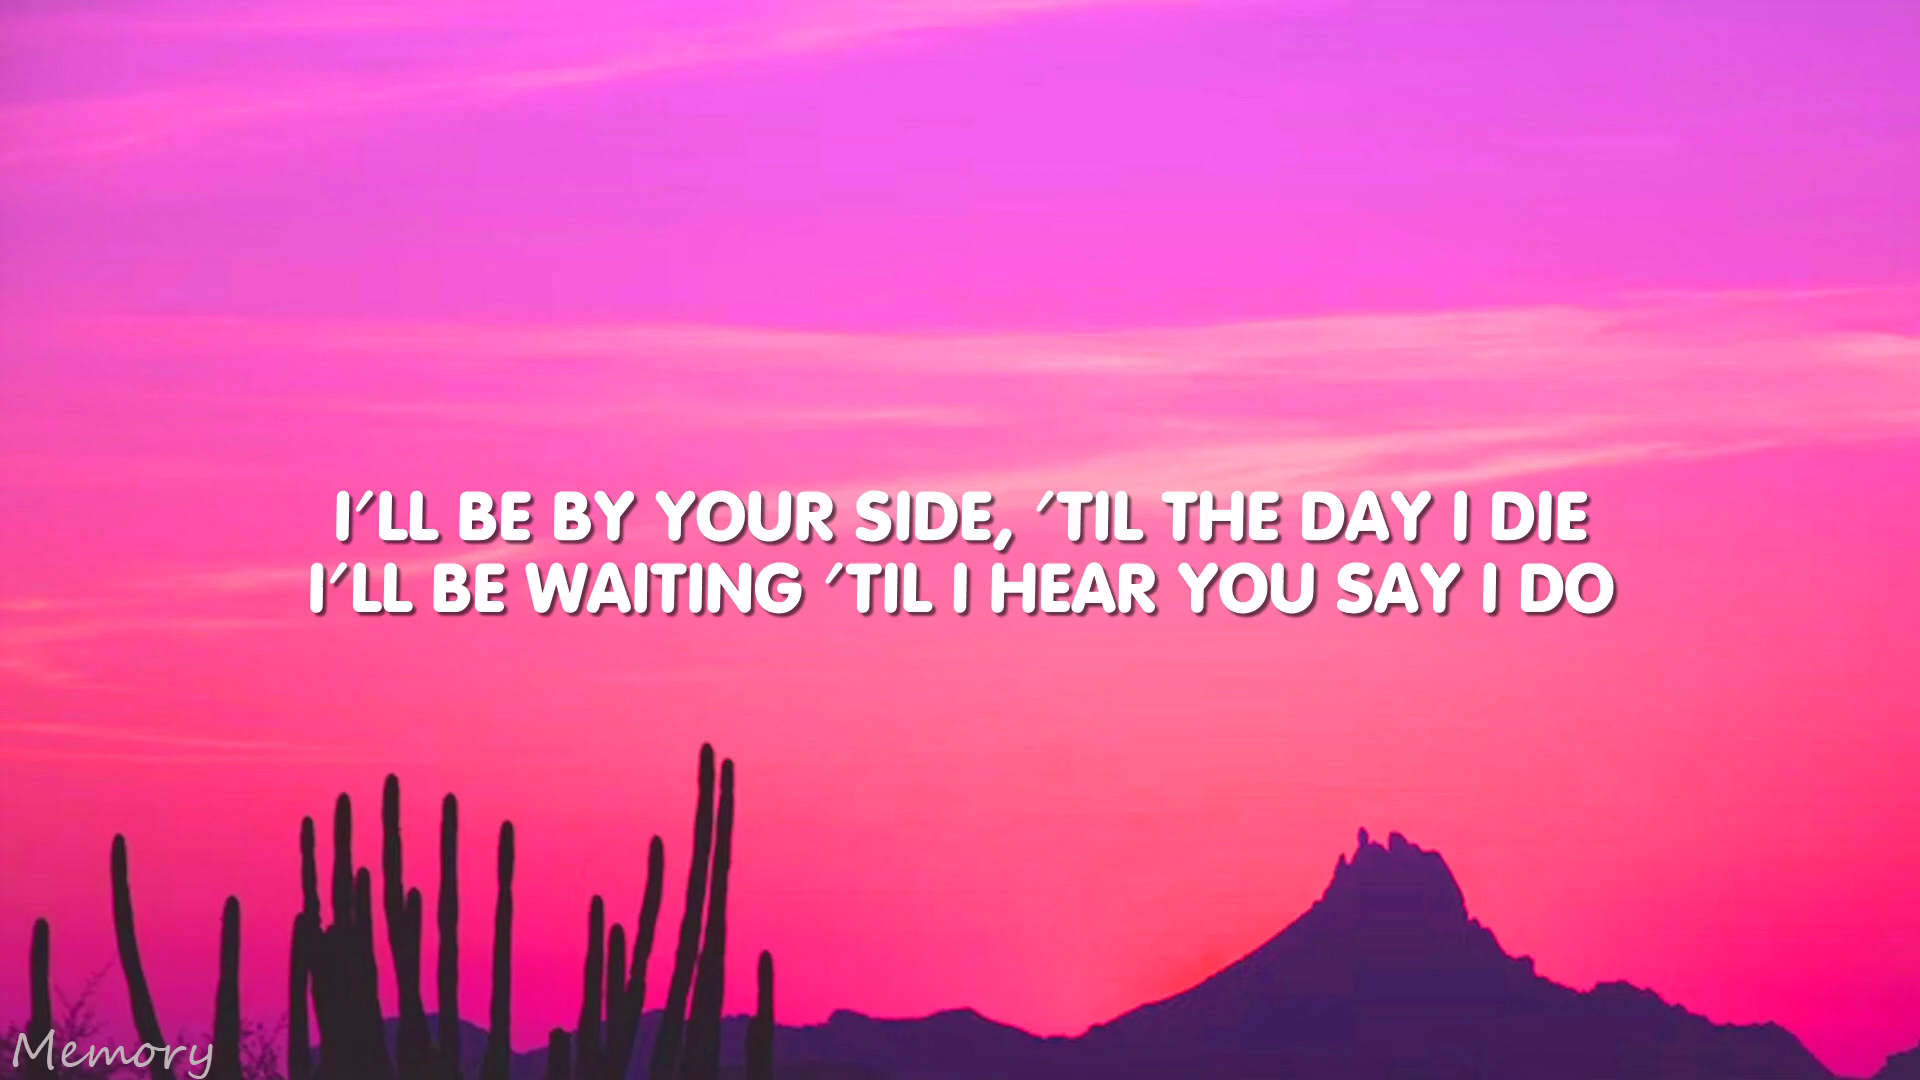 I'LL BE BY YOUR SIDE, 'TIL THE DAY I DIE
I'LL BE WAITING 'TIL I HEAR YOU SAY I DO
Memory